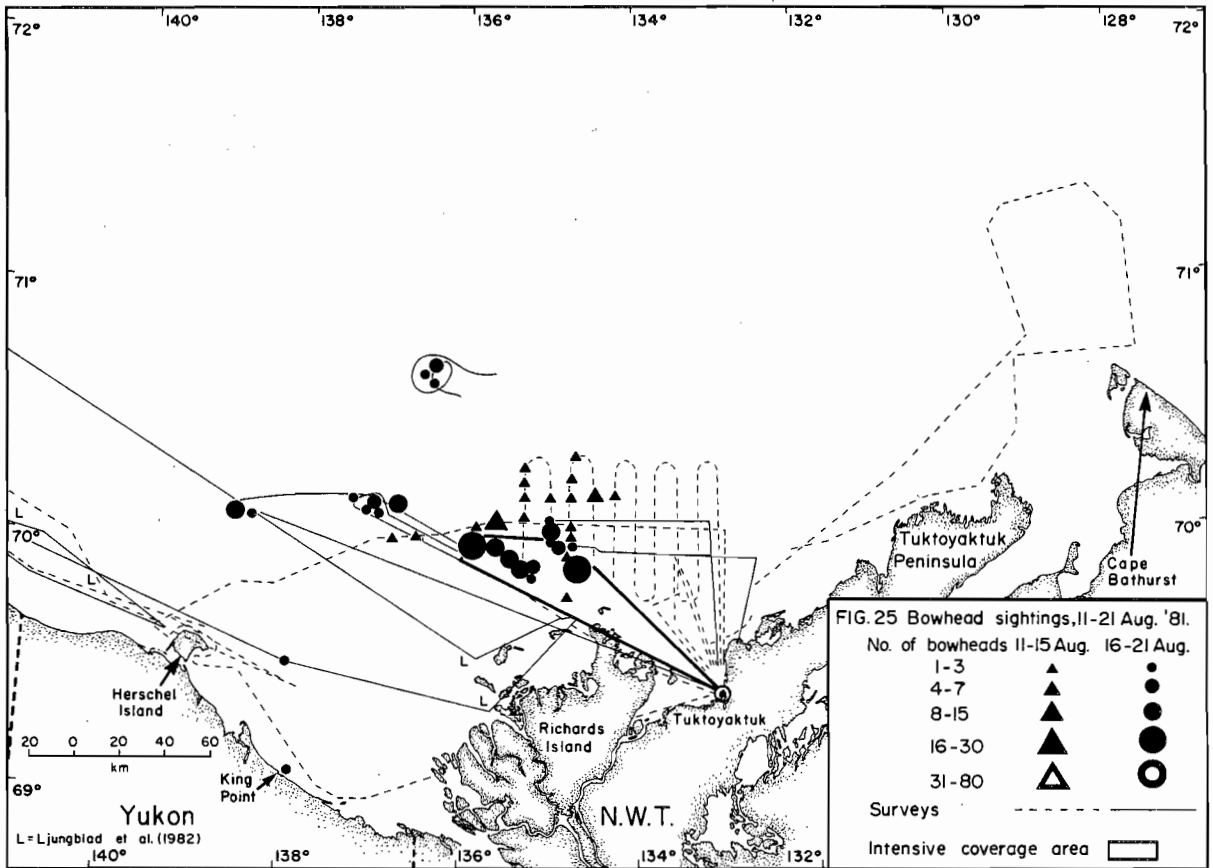 72° 140° 138° 136° 134° 132° 130° 128° 72°
71° 71°
70° 70°
69°
L
L
L
L
Tuktoyaktuk
Peninsula
Cape
Bathurst
Herschel
Island
Richards
Island
Tuktoyaktuk
20 0 20 40 60
km
King
Point
Yukon
N.W.T.
L = Ljungblad et al. (1982)
140° 138° 136° 134° 132°
FIG. 25 Bowhead sightings, 11-21 Aug. '81.
No. of bowheads 11-15 Aug. 16-21 Aug.
1-3
4-7
8-15
16-30
31-80
Surveys
Intensive coverage area